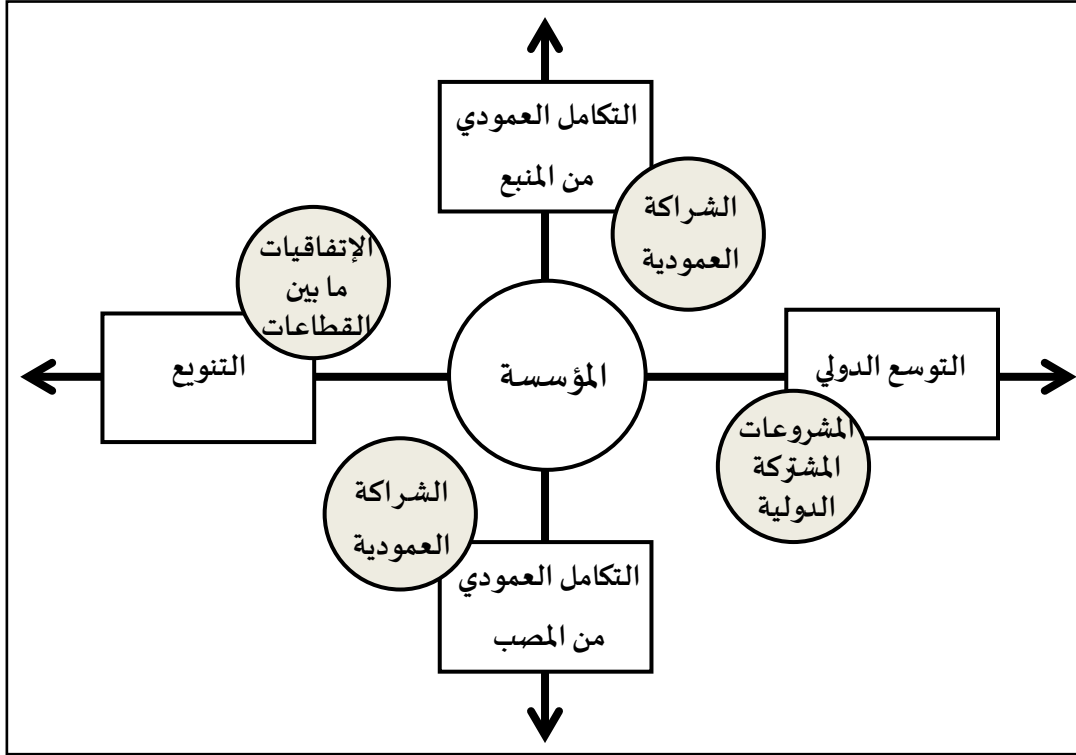 التكامل العمودي
من المنبع
الشراكة
العمودية
الإتفاقيات
ما بين
القطاعات
التنويع
المؤسسة
التوسع الدولي
المشروعات
المشتركة
الدولية
الشراكة
العمودية
التكامل العمودي
من المصب